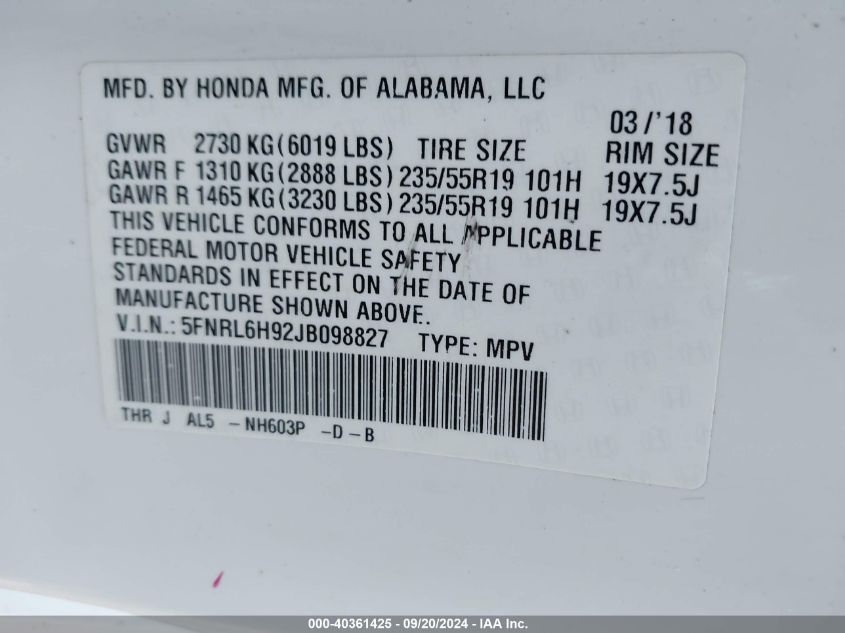 MFD. BY HONDA MFG. OF ALABAMA, LLC
03/'18
GVWR 2730 KG(6019 LBS) TIRE SIZE RIM SIZE
GAWR F 1310 KG(2888 LBS) 235/55R19 101H 19X7.5J
GAWR R 1465 KG(3230 LBS) 235/55R19 101H 19X7.5J
THIS VEHICLE CONFORMS TO ALL APPLICABLE
FEDERAL MOTOR VEHICLE SAFETY
STANDARDS IN EFFECT ON THE DATE OF
MANUFACTURE SHOWN ABOVE.
V.I.N.: 5FNRL6H92JB098827 TYPE: MPV
THR J AL5 -NH603P -D-B
000-40361425 - 09/20/2024 - IAA Inc.